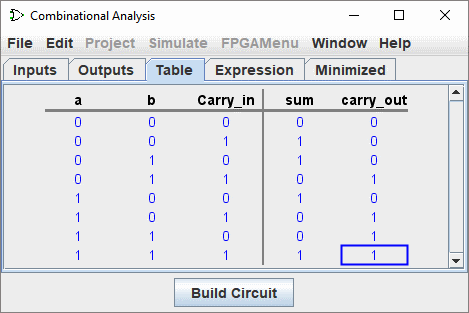 Combinational Analysis
File Edit Project Simulate FPGAMenu Window Help
Inputs Outputs Table Expression Minimized
a b Carry_in sum carry_out
0 0 0 0 0
0 0 1 1 0
0 1 0 1 0
0 1 1 0 1
1 0 0 1 0
1 0 1 0 1
1 1 0 0 1
1 1 1 1 1
Build Circuit